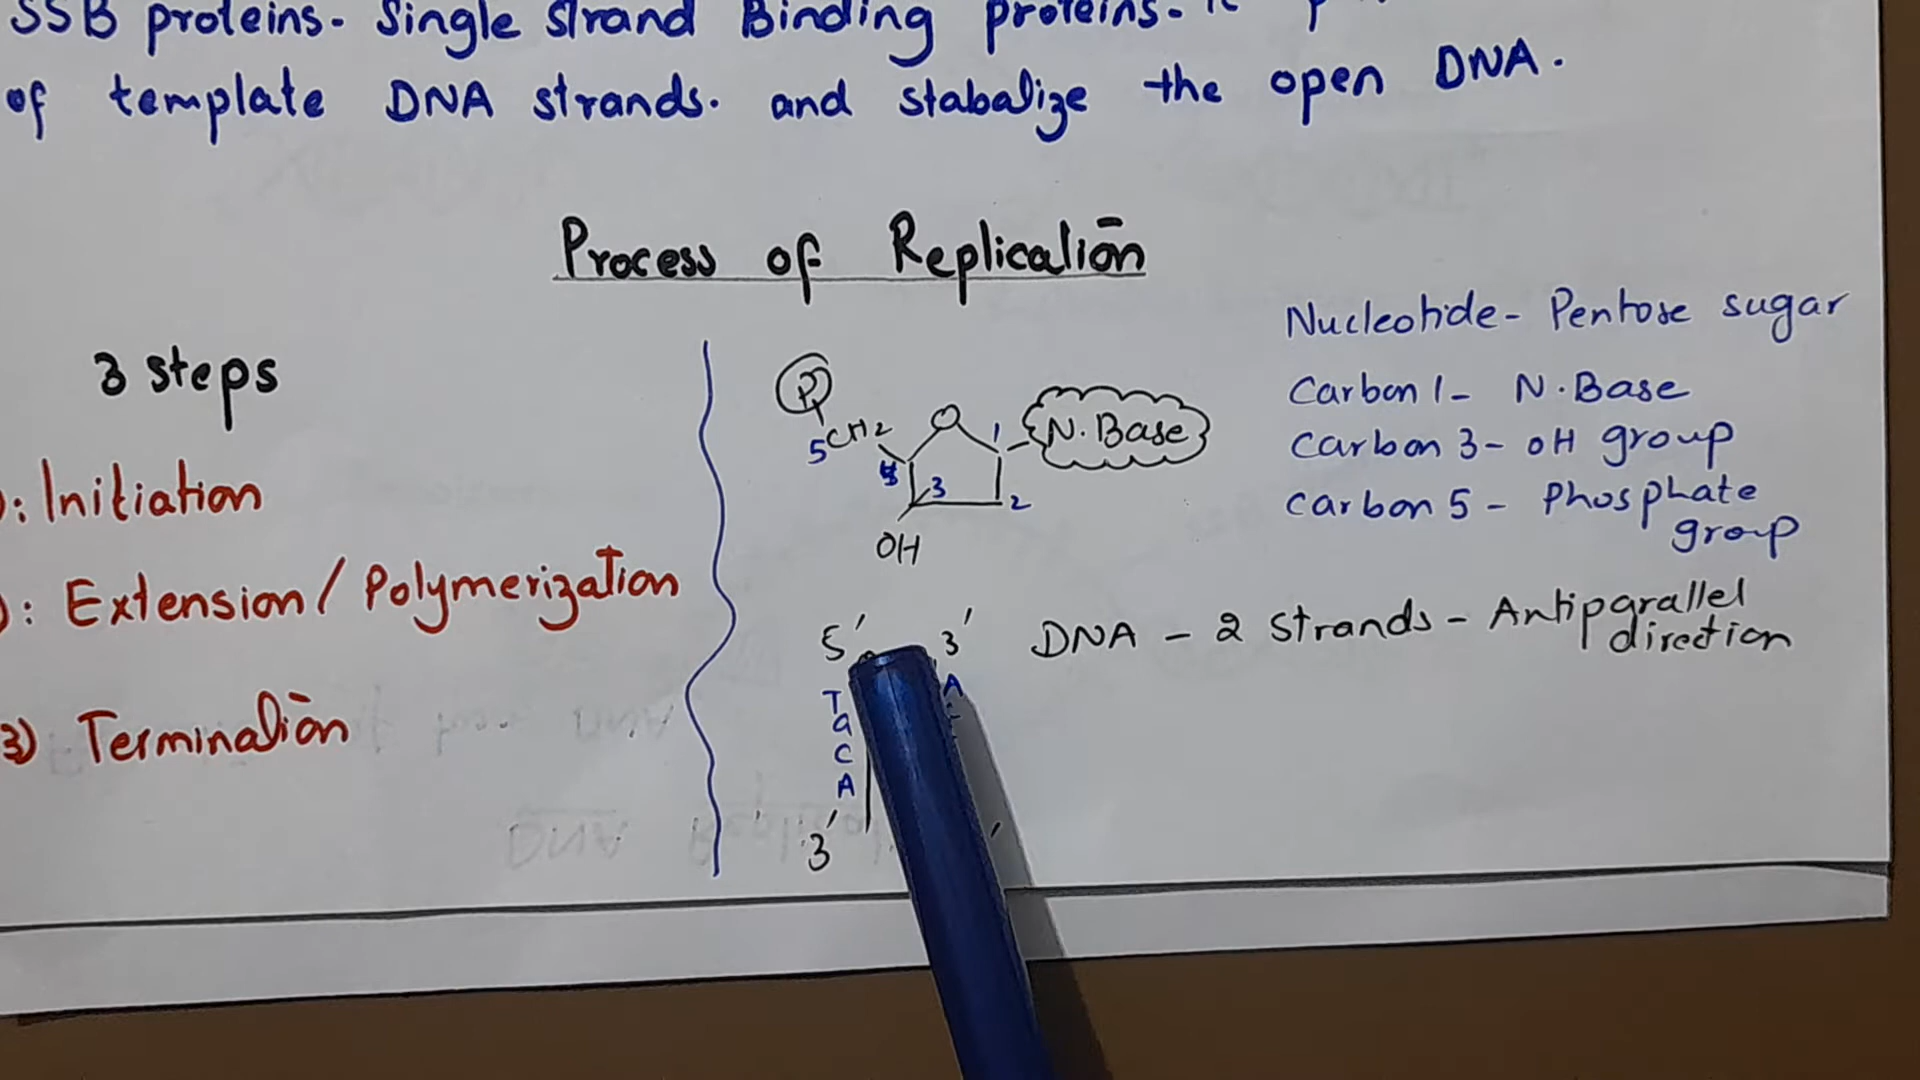 SSB proteins- Single strand Binding proteins-
of template DNA strands. and stabalize the open DNA.
Process of Replication
3 steps
: Initiation
): Extension/Polymerization
3) Termination
P
5 CH2 O 1 N. Base
4 3 2
OH
Nucleotide- Pentose sugar
Carbon 1- N.Base
Carbon 3- OH group
Carbon 5- Phosphate
group
5' 3' DNA - 2 strands - Antiparallel
direction
T A
G
C
A
3'